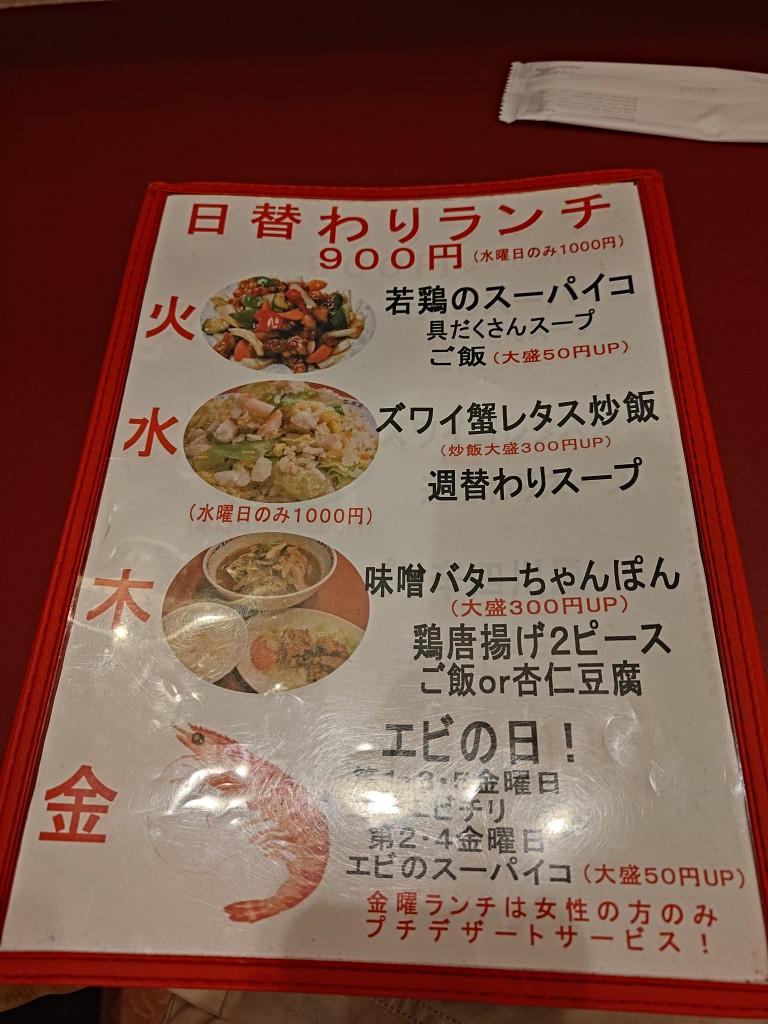 日替わりランチ
900円(水曜日のみ1000円)
火
若鶏のスーパイコ
具だくさんスープ
ご飯(大盛50円UP)
水
ズワイ蟹レタス炒飯
(炒飯大盛300円UP)
週替わりスープ
(水曜日のみ1000円)
木
味噌バターちゃんぽん
(大盛300円UP)
鶏唐揚げ2ピース
ご飯or杏仁豆腐
金
エビの日!
第1・3・5金曜日
エビチリ
第2・4金曜日
エビのスーパイコ(大盛50円UP)
金曜ランチは女性の方のみ
プチデザートサービス!